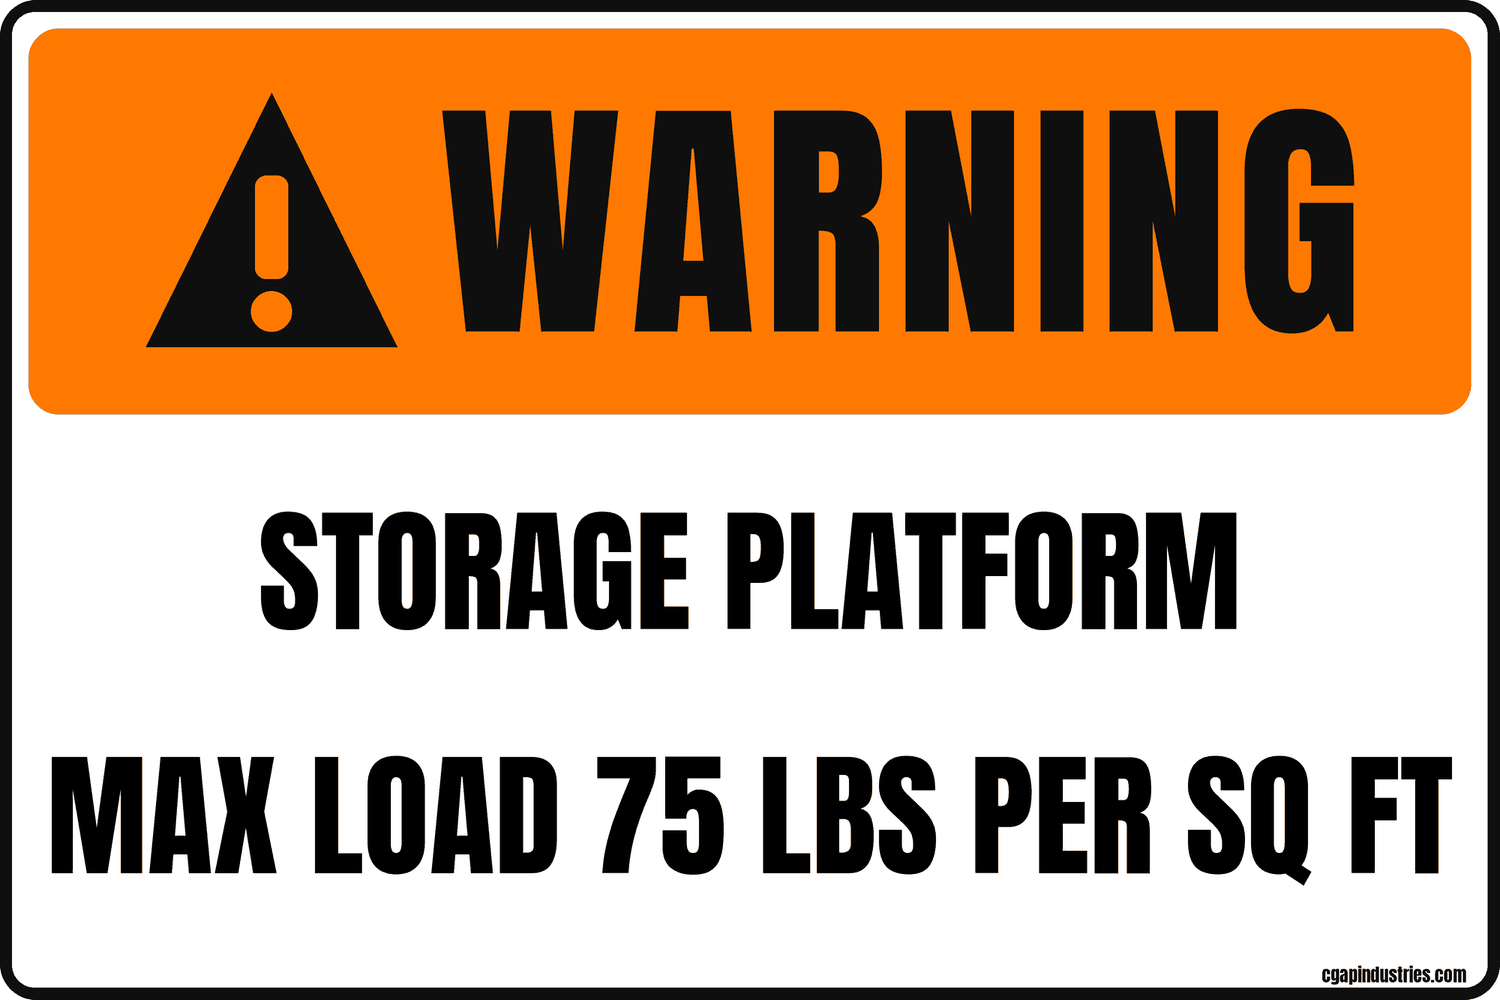 WARNING
STORAGE PLATFORM
MAX LOAD 75 LBS PER SQ FT
cgapindustries.com